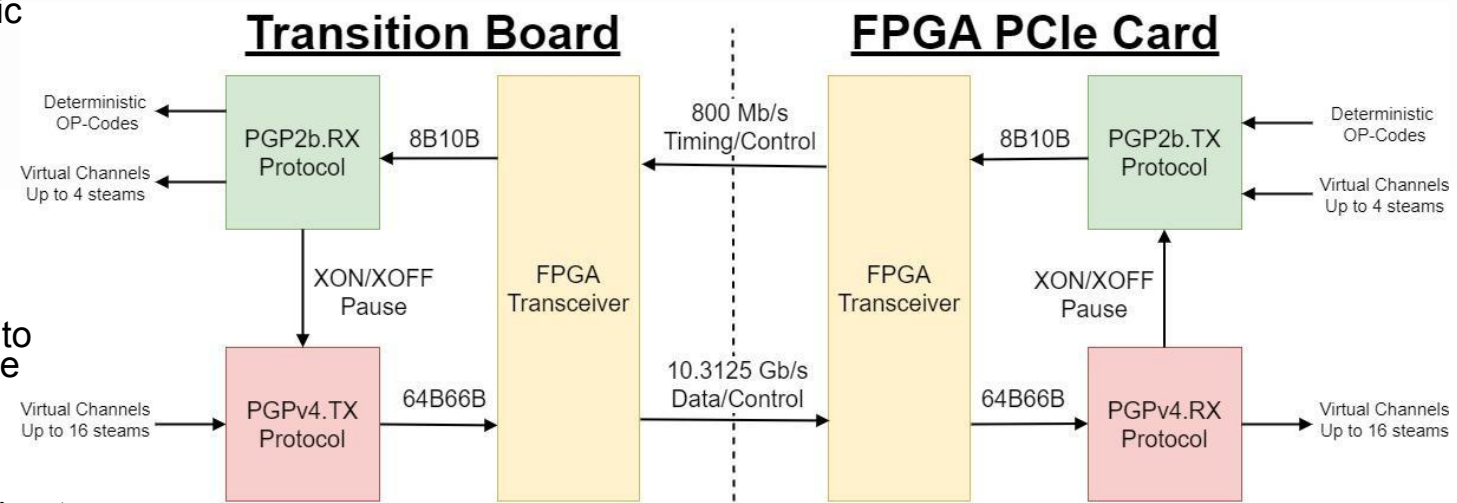 ic
Transition Board
FPGA PCIe Card
Deterministic
OP-Codes
Virtual Channels
Up to 4 steams
PGP2b.RX
Protocol
8B10B
FPGA
Transceiver
800 Mb/s
Timing/Control
FPGA
Transceiver
8B10B
PGP2b.TX
Protocol
Deterministic
OP-Codes
Virtual Channels
Up to 4 steams
XON/XOFF
Pause
XON/XOFF
Pause
to
e
Virtual Channels
Up to 16 steams
PGPv4.TX
Protocol
64B66B
10.3125 Gb/s
Data/Control
64B66B
PGPv4.RX
Protocol
Virtual Channels
Up to 16 steams